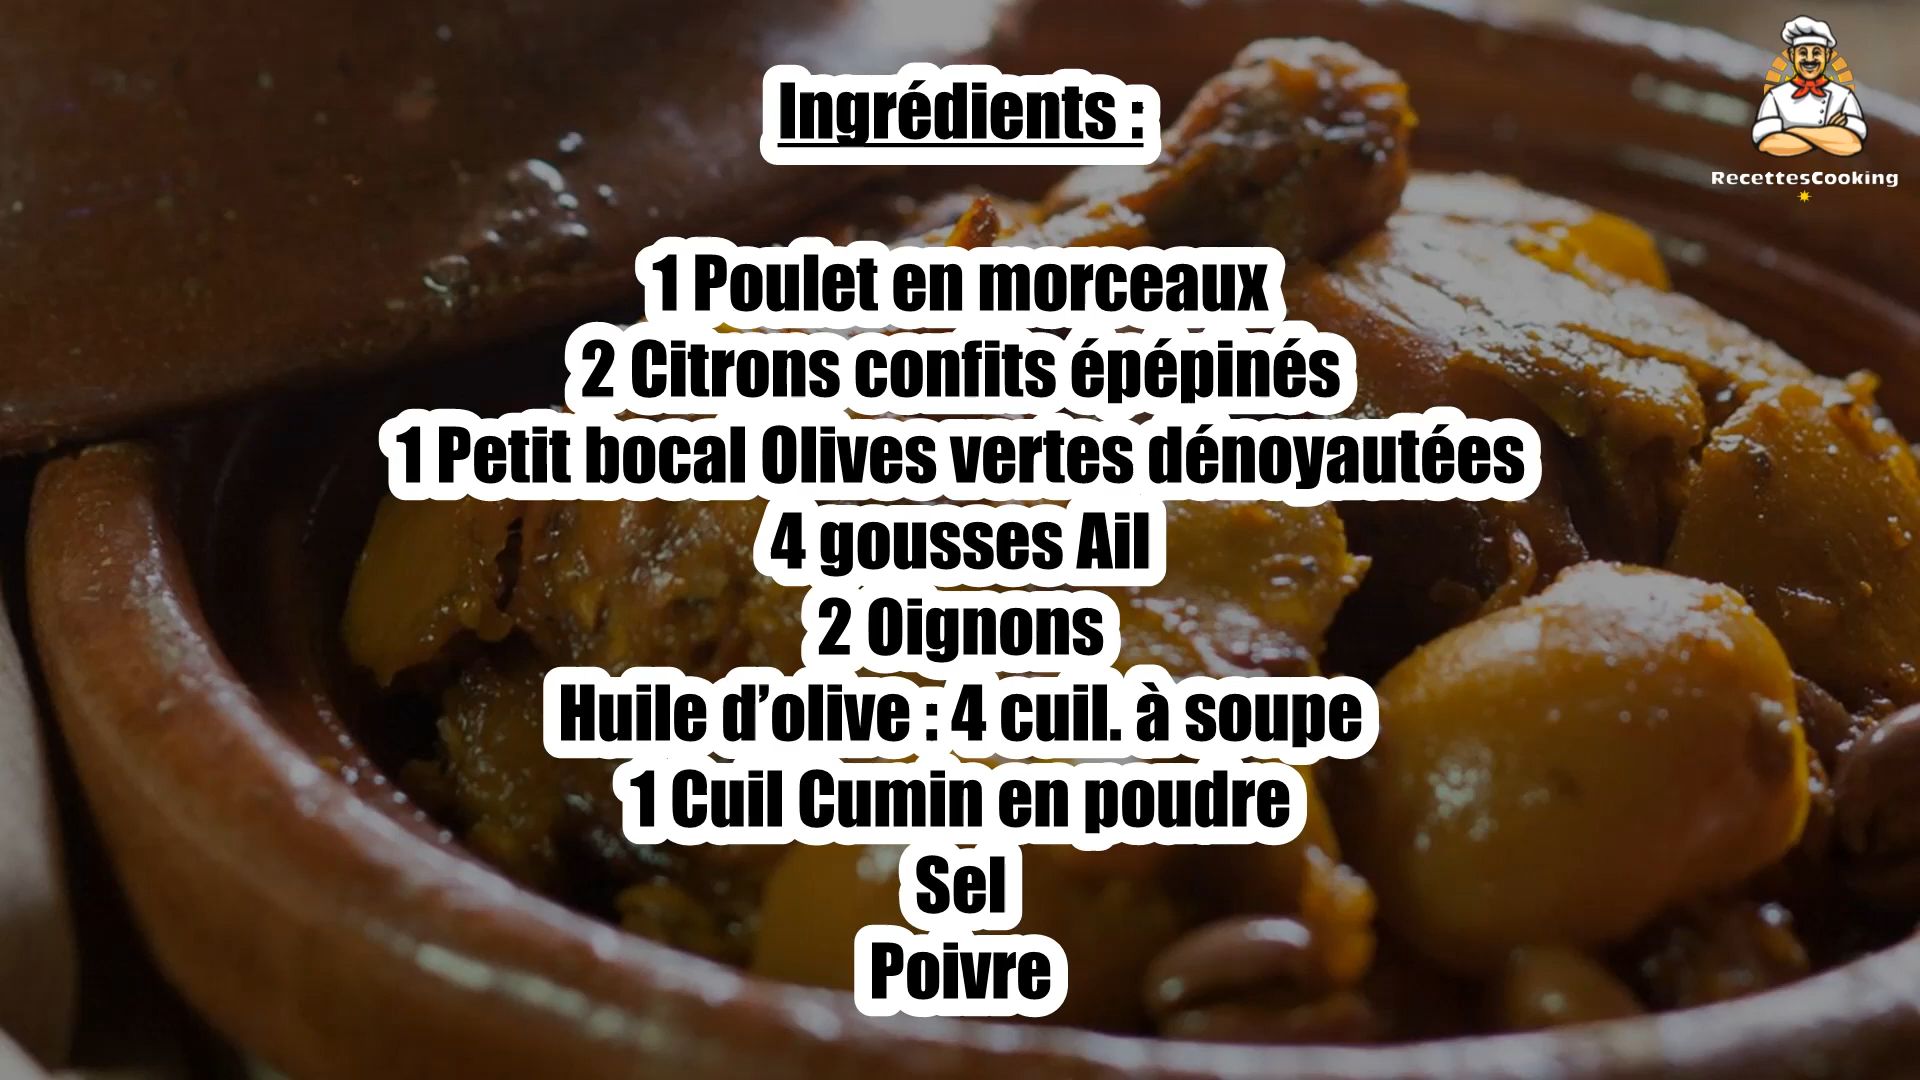 Ingrédients :
RecettesCooking
1 Poulet en morceaux
2 Citrons confits épépinés
1 Petit bocal Olives vertes dénoyautées
4 gousses Ail
2 Oignons
Huile d’olive : 4 cuil. à soupe
1 Cuil Cumin en poudre
Sel
Poivre